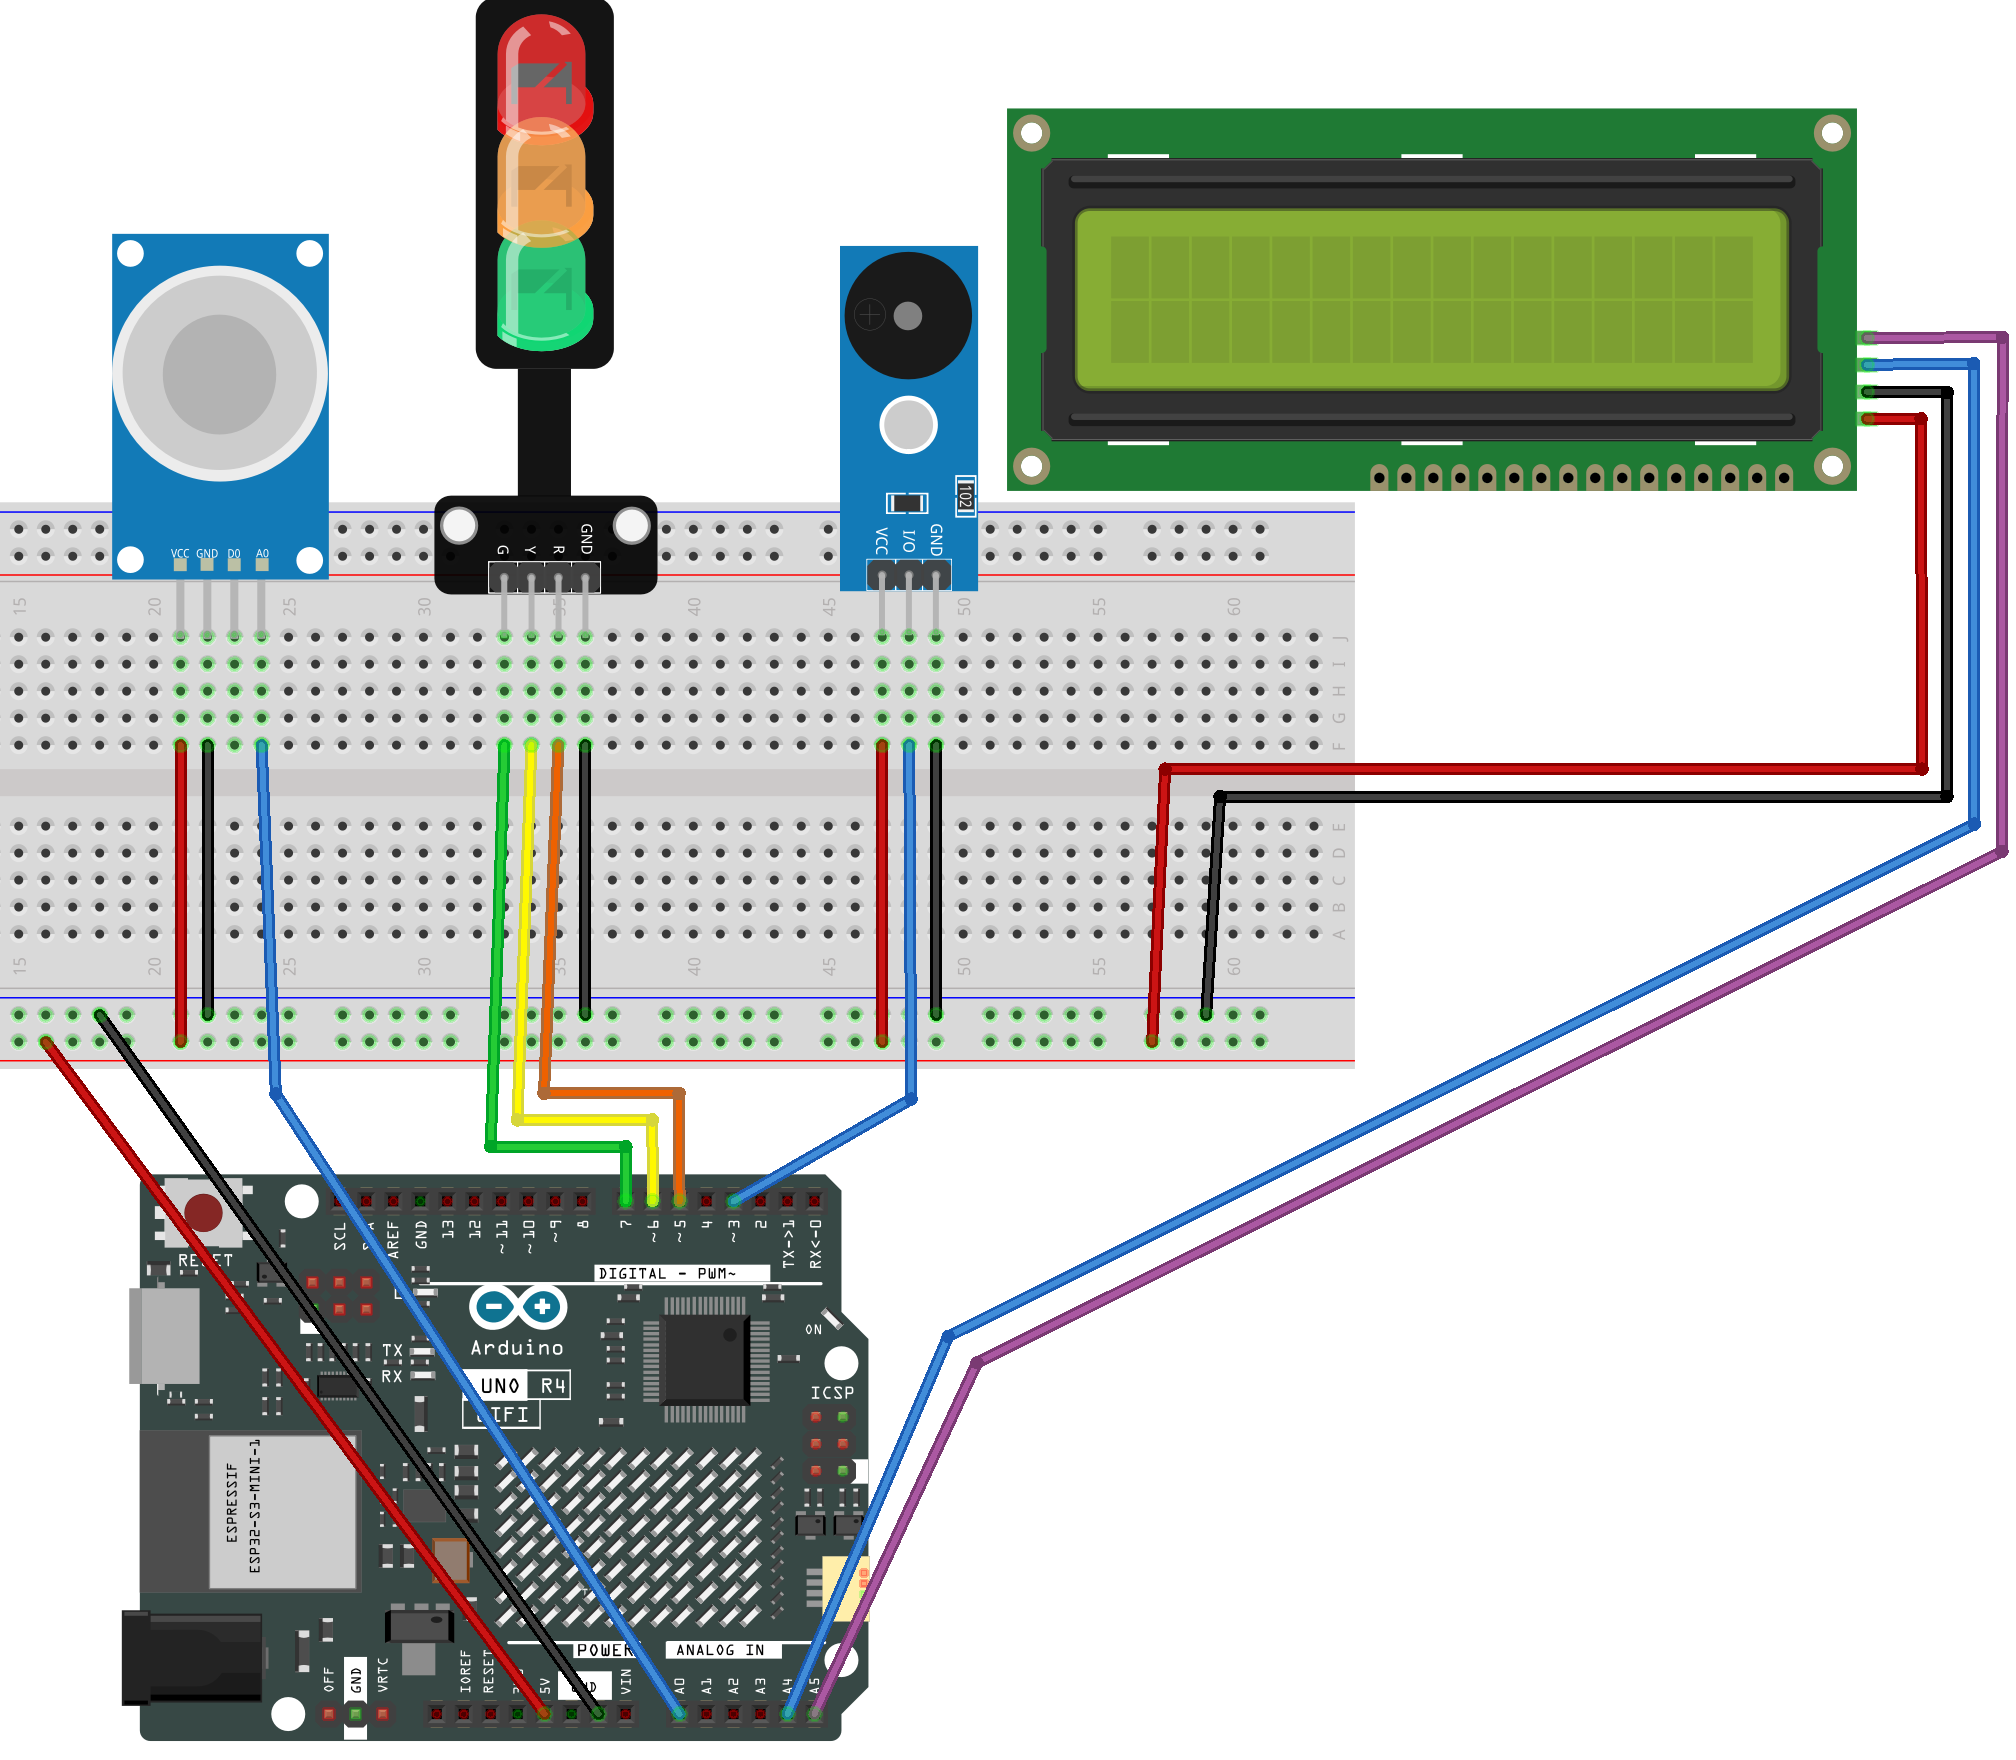 102
VCC GND D0 A0
G Y R GND
VCC I/O GND
15 20 25 30 35 40 45 50 55 60
J
I
H
G
F
E
D
C
B
A
15 20 25 30 35 40 45 50 55 60
RESET
SCL
AREF
GND
13
12
~11
~10
~9
8
7
~6
~5
4
~3
2
TX->1
RX<-0
DIGITAL - PWM~
L
ON
Arduino
TX
RX
UNO R4
WIFI
ICSP
ESPRESSIF
ESP32-S3-MINI-1
POWER
ANALOG IN
OFF
GND
VRTC
IOREF
RESET
5V
GND
VIN
A0
A1
A2
A3
A4
A5